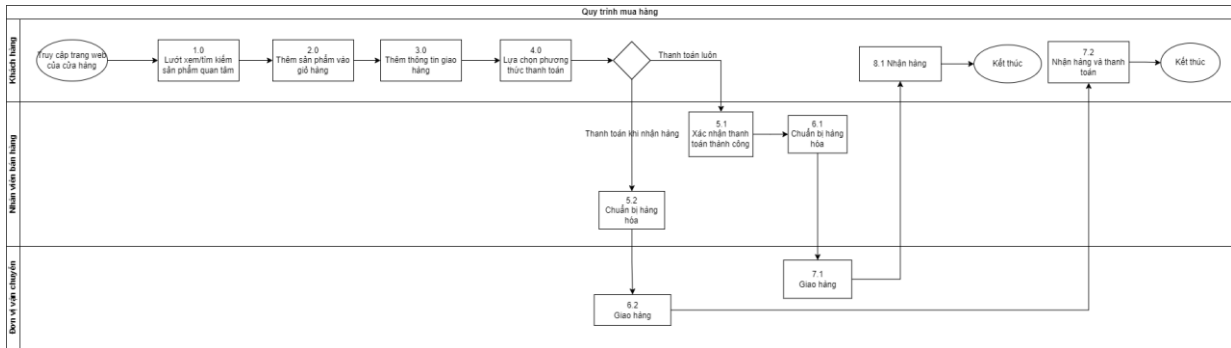 Quy trình mua hàng
Khách hàng
Truy cập trang web
của cửa hàng
1.0
Lướt xem/tìm kiếm
sản phẩm quan tâm
2.0
Thêm sản phẩm vào
giỏ hàng
3.0
Thêm thông tin giao
hàng
4.0
Lựa chọn phương
thức thanh toán
Thanh toán luôn
8.1 Nhận hàng
Kết thúc
7.2
Nhận hàng và thanh
toán
Kết thúc
Nhân viên bán hàng
Thanh toán khi nhận hàng
5.1
Xác nhận thanh
toán thành công
6.1
Chuẩn bị hàng
hóa
5.2
Chuẩn bị hàng
hóa
Đơn vị vận chuyển
7.1
Giao hàng
6.2
Giao hàng